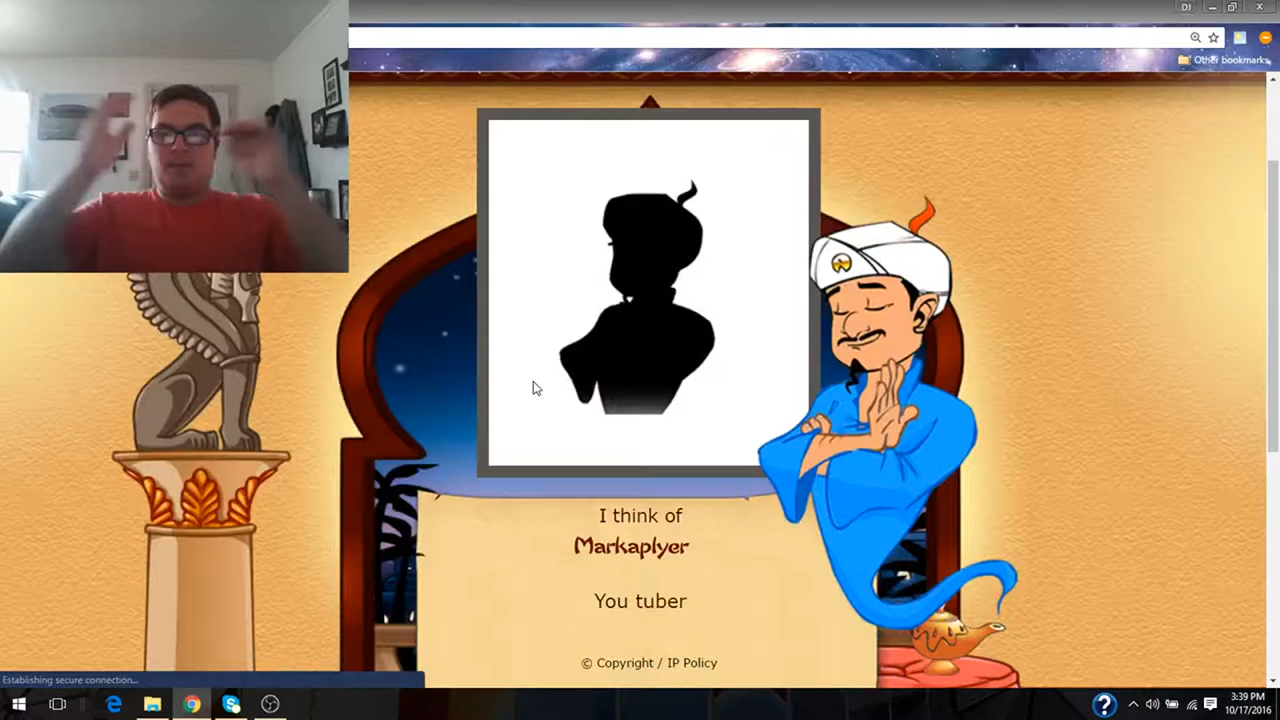 DJ
Other bookmarks
I think of
Markaplyer
You tuber
© Copyright / IP Policy
Establishing secure connection...
3:39 PM
10/17/2016